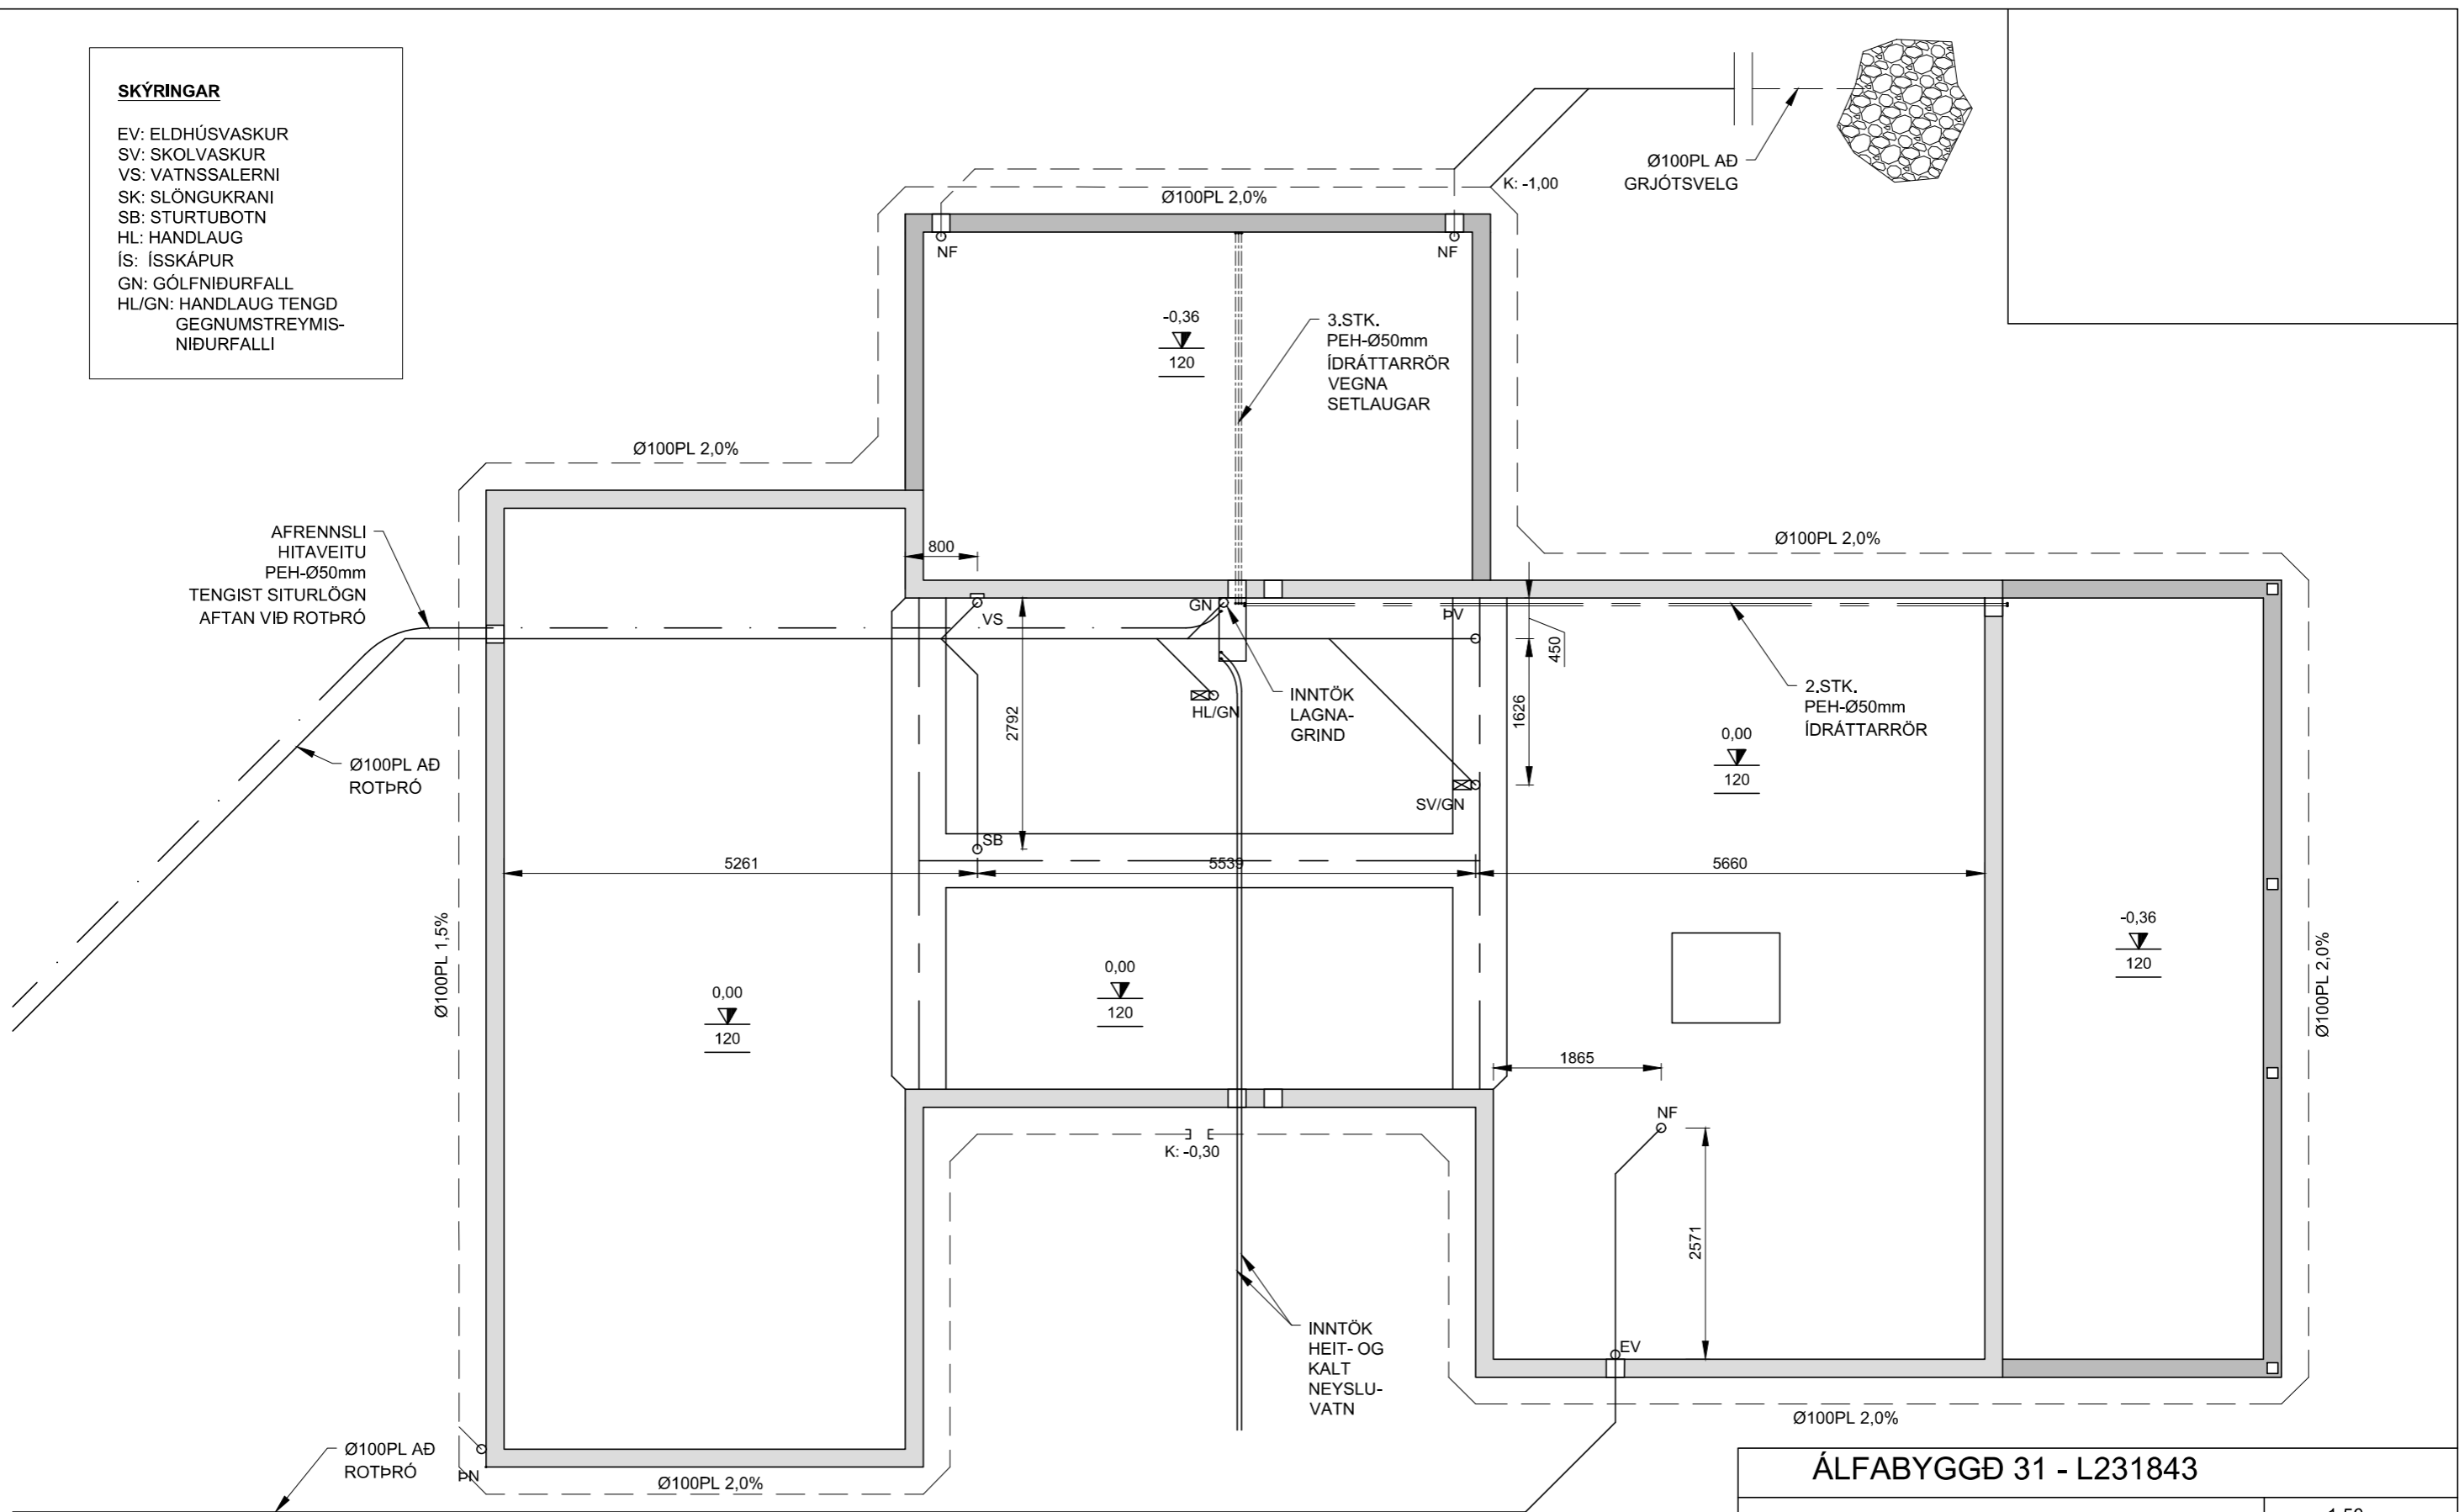 SKÝRINGAR
EV: ELDHÚSVASKUR
SV: SKOLVASKUR
VS: VATNSSALERNI
SK: SLÖNGUKRANI
SB: STURTUBOTN
HL: HANDLAUG
ÍS: ÍSSKÁPUR
GN: GÓLFNIÐURFALL
HL/GN: HANDLAUG TENGD
GEGNUMSTREYMIS-
NIÐURFALLI
Ø100PL AÐ
GRJÓTSVELG
K: -1,00
Ø100PL 2,0%
NF
NF
-0,36
120
3.STK.
PEH-Ø50mm
ÍDRÁTTARRÖR
VEGNA
SETLAUGAR
Ø100PL 2,0%
AFRENNSLI
HITAVEITU
PEH-Ø50mm
TENGIST SITURLÖGN
AFTAN VIÐ ROTÞRÓ
800
Ø100PL 2,0%
VS
GN
ÞV
450
2792
HL/GN
INNTÖK
LAGNA-
GRIND
1626
2.STK.
PEH-Ø50mm
ÍDRÁTTARRÖR
0,00
120
Ø100PL AÐ
ROTÞRÓ
SV/GN
SB
5261
5539
5660
Ø100PL 1,5%
0,00
120
0,00
120
-0,36
120
Ø100PL 2,0%
1865
NF
K: -0,30
2571
INNTÖK
HEIT- OG
KALT
NEYSLU-
VATN
EV
Ø100PL 2,0%
Ø100PL AÐ
ROTÞRÓ
ÞN
Ø100PL 2,0%
ÁLFABYGGÐ 31 - L231843